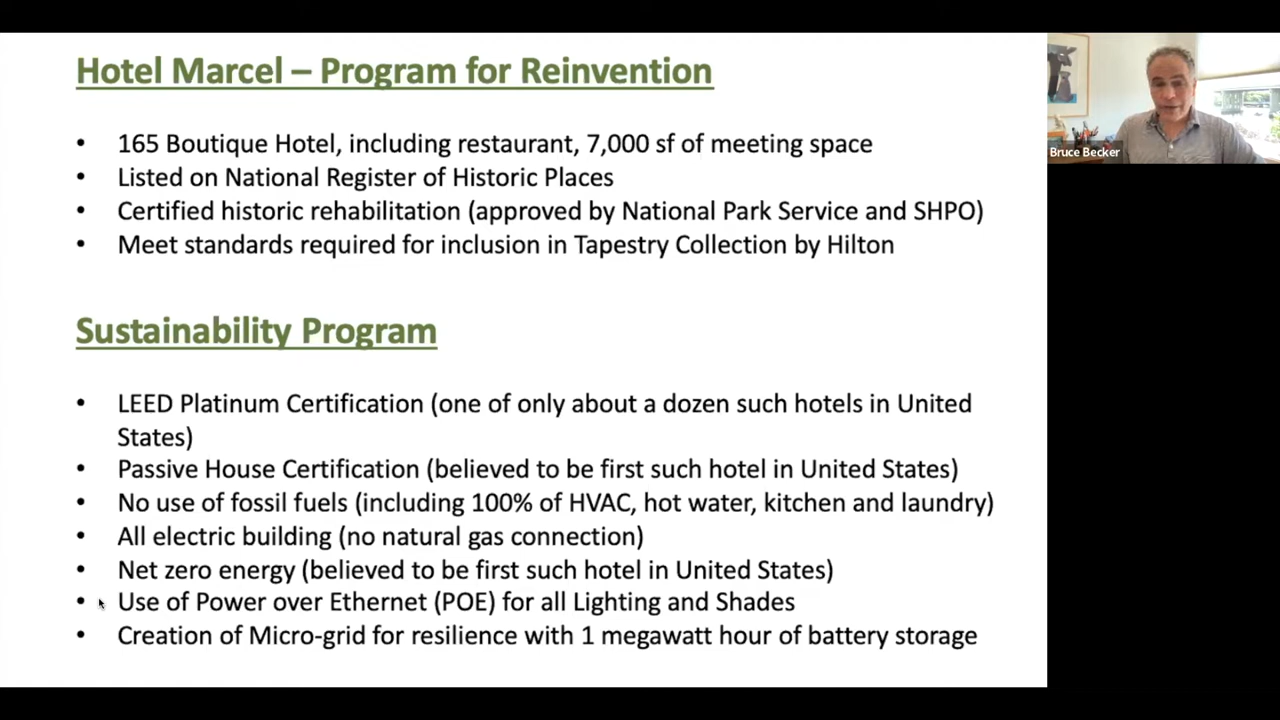 Hotel Marcel – Program for Reinvention
• 165 Boutique Hotel, including restaurant, 7,000 sf of meeting space
• Listed on National Register of Historic Places
• Certified historic rehabilitation (approved by National Park Service and SHPO)
• Meet standards required for inclusion in Tapestry Collection by Hilton
Sustainability Program
• LEED Platinum Certification (one of only about a dozen such hotels in United
States)
• Passive House Certification (believed to be first such hotel in United States)
• No use of fossil fuels (including 100% of HVAC, hot water, kitchen and laundry)
• All electric building (no natural gas connection)
• Net zero energy (believed to be first such hotel in United States)
• Use of Power over Ethernet (POE) for all Lighting and Shades
• Creation of Micro-grid for resilience with 1 megawatt hour of battery storage
Bruce Becker